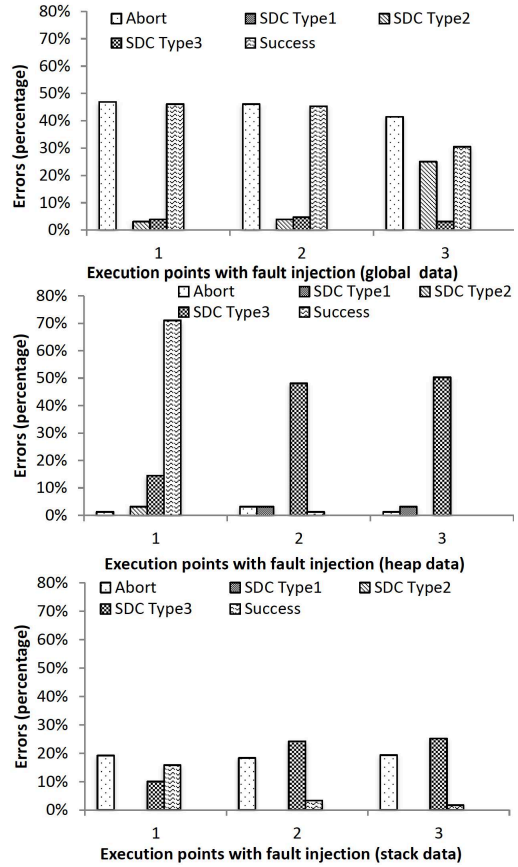 80%
Abort SDC Type1 SDC Type2
70%
SDC Type3 Success
60%
50%
40%
30%
20%
10%
0%
Errors (percentage)
1 2 3
Execution points with fault injection (global data)
80%
Abort SDC Type1 SDC Type2
70%
SDC Type3 Success
60%
50%
40%
30%
20%
10%
0%
Errors (percentage)
1 2 3
Execution points with fault injection (heap data)
80%
Abort SDC Type1 SDC Type2
70%
SDC Type3 Success
60%
50%
40%
30%
20%
10%
0%
Errors (percentage)
1 2 3
Execution points with fault injection (stack data)